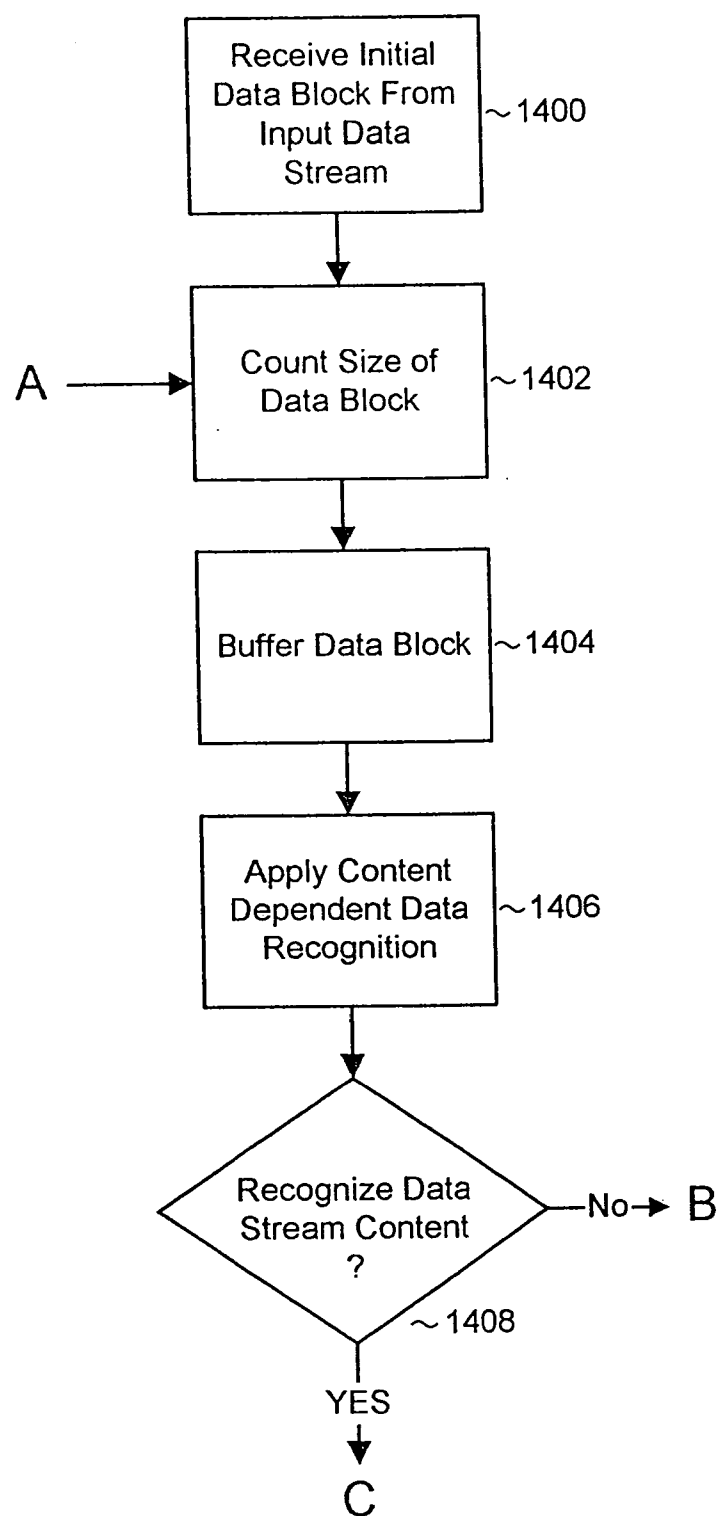 Receive Initial
Data Block From
Input Data
Stream
~1400
A
Count Size of
Data Block
~1402
Buffer Data Block
~1404
Apply Content
Dependent Data
Recognition
~1406
Recognize Data
Stream Content
?
No
B
~1408
YES
C